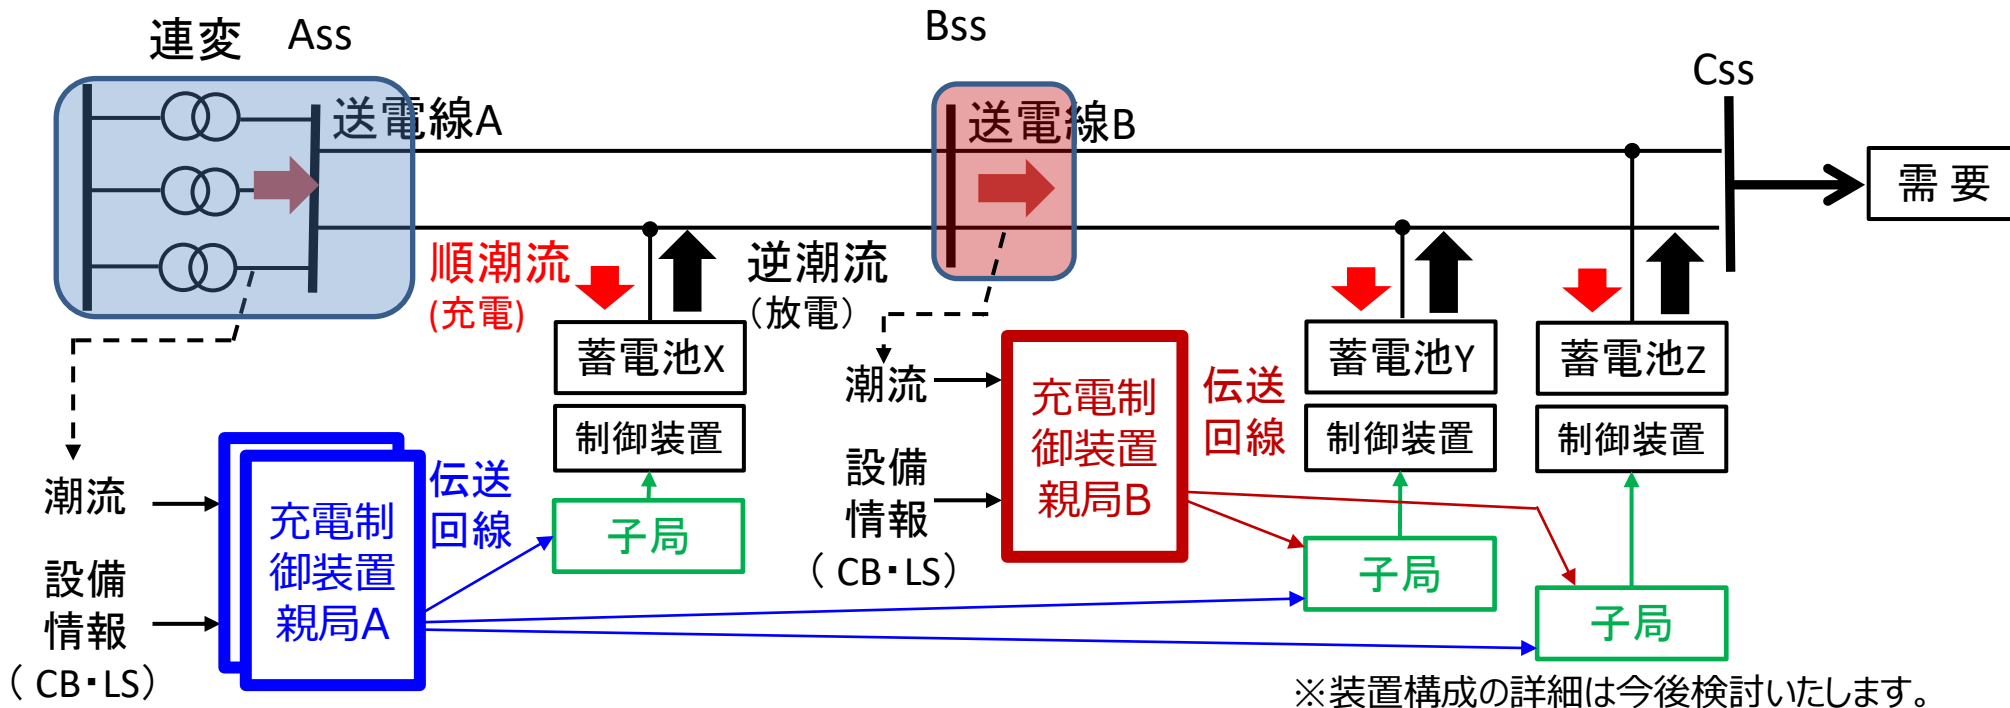 連変
Ass
Bss
Css
送電線A
送電線B
需 要
順潮流
(充電)
逆潮流
（放電）
蓄電池X
制御装置
子局
潮流
設備
情報
（ CB・LS）
充電制
御装置
親局A
伝送
回線
潮流
設備
情報
（ CB・LS）
充電制
御装置
親局B
伝送
回線
蓄電池Y
制御装置
子局
蓄電池Z
制御装置
子局
※装置構成の詳細は今後検討いたします。